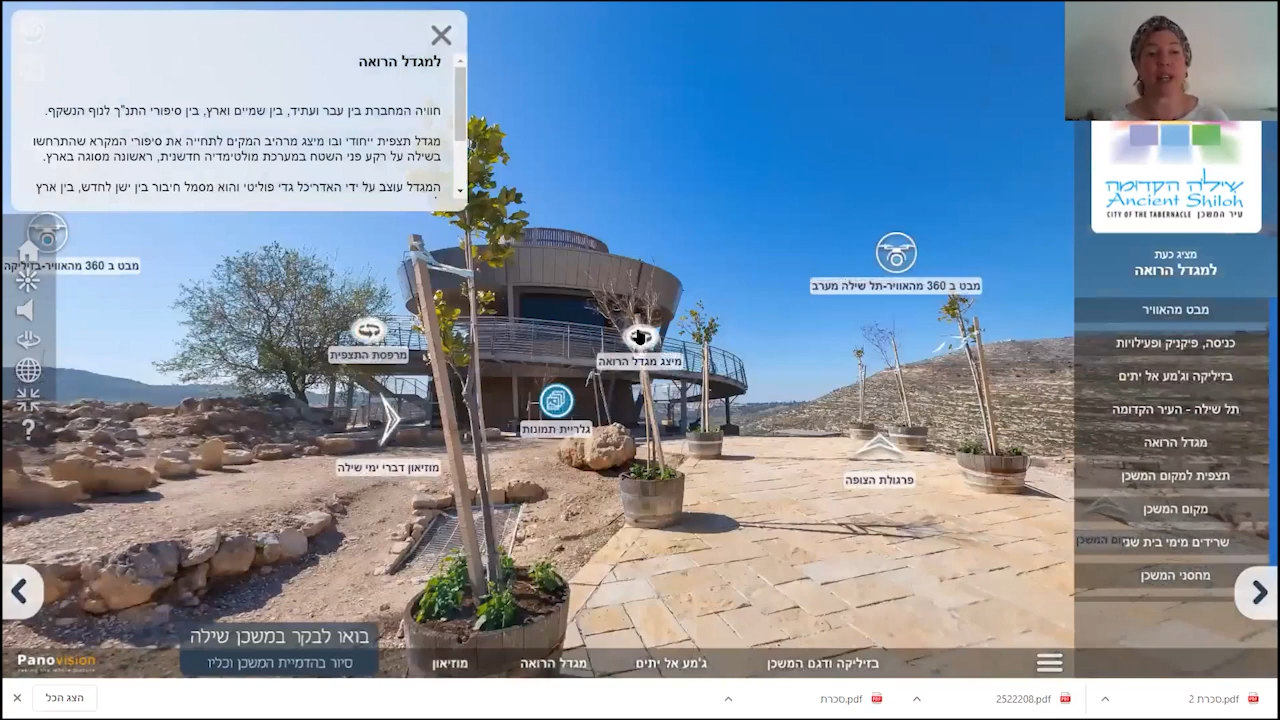 למגדל הרואה
חוויה המחברת בין עבר ועתיד, בין שמיים וארץ, בין סיפורי התנ"ך לנוף הנשקף.
מגדל תצפית ייחודי ובו מיצג מרהיב המקים לתחייה את סיפורי המקרא שהתרחשו
בשילה על רקע פני השטח במערכת מולטימדיה חדשנית, ראשונה מסוגה בארץ.
המגדל עוצב על ידי האדריכל גדי פוליטי והוא מסמל חיבור בין ישן לחדש, בין ארץ
שילה הקדומה
Ancient Shiloh
CITY OF THE TABERNACLE עיר המשכן
מציג כעת
למגדל הרואה
מבט מהאוויר
כניסה, פיקניק ופעילויות
בזיליקה וג'מע אל יתים
תל שילה - העיר הקדומה
מגדל הרואה
תצפית למקום המשכן
מקום המשכן
שרידים מימי בית שני
מחסני המשכן
מבט ב 360 מהאוויר-בזיליקה
מבט ב 360 מהאוויר-תל שילה מערב
מרפסת התצפית
מיצג מגדל הרואה
גלריית תמונות
מוזיאון דברי ימי שילה
פרגולת הצופה
בואו לבקר במשכן שילה
סיור בהדמיית המשכן וכליו
מוזיאון
מגדל הרואה
ג'מע אל יתים
בזיליקה ודגם המשכן
Panovision
הצג הכל
סכרת.pdf
2522208.pdf
סכרת 2.pdf